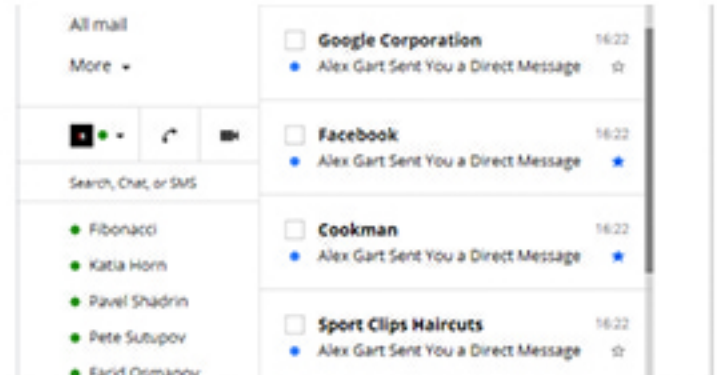 All mail
More
Search, Chat, or SMS
Fibonacci
Katia Horn
Pavel Shadrin
Pete Sutupov
Farid Osmanov
Google Corporation 16:22
Alex Gart Sent You a Direct Message
Facebook 16:22
Alex Gart Sent You a Direct Message
Cookman 16:22
Alex Gart Sent You a Direct Message
Sport Clips Haircuts 16:22
Alex Gart Sent You a Direct Message